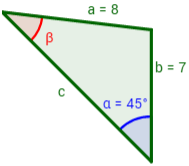 a = 8
β
b = 7
c
α = 45°